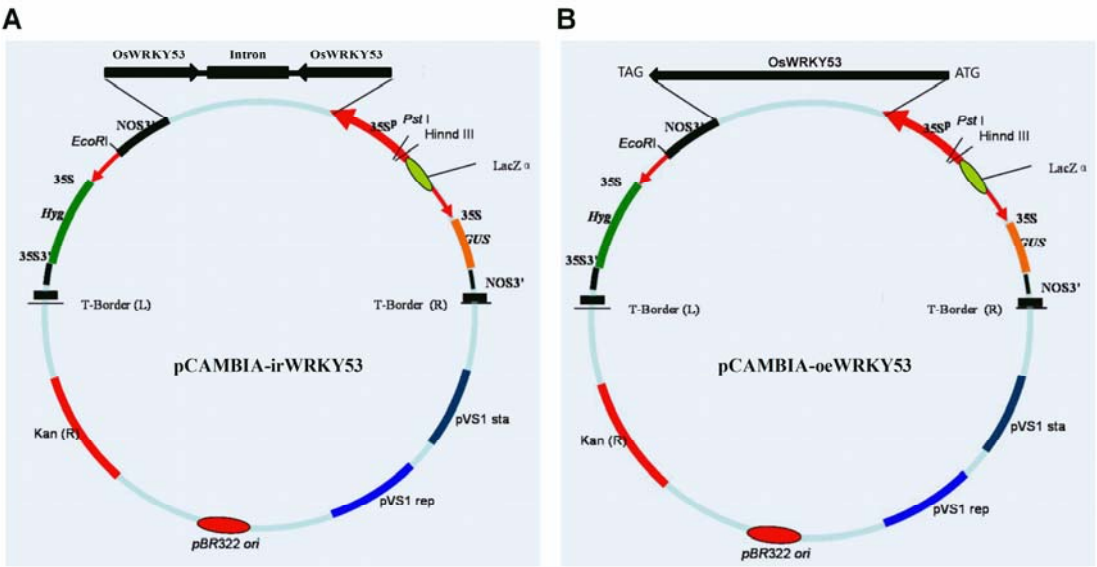 A
OsWRKY53 Intron OsWRKY53
NOS3'
35S P
Pst I
Hinnd III
EcoRI
LacZ α
35S
35S
Hyg
GUS
35S3'
NOS3'
T-Border (L)
T-Border (R)
pCAMBIA-irWRKY53
pVS1 sta
Kan (R)
pVS1 rep
pBR322 ori
B
OsWRKY53
TAG
ATG
NOS3'
35S P
Pst I
Hinnd III
EcoRI
LacZ α
35S
35S
Hyg
GUS
35S3'
NOS3'
T-Border (L)
T-Border (R)
pCAMBIA-oeWRKY53
pVS1 sta
Kan (R)
pVS1 rep
pBR322 ori